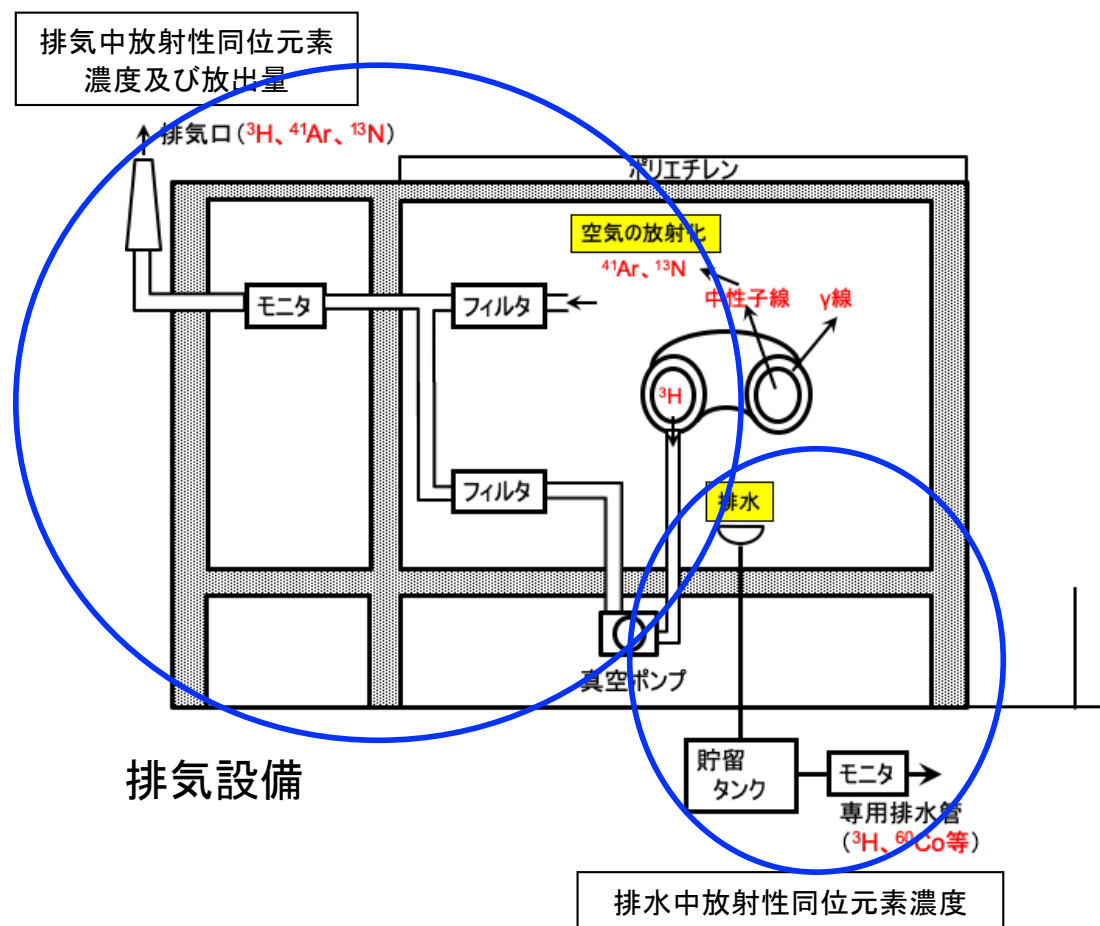 排気中放射性同位元素
濃度及び放出量
排気口(³H、⁴¹Ar、¹³N)
ポリエチレン
空気の放射化
⁴¹Ar、¹³N
中性子線
γ線
モニタ
フィルタ
³H
フィルタ
排水
真空ポンプ
排気設備
貯留
タンク
モニタ
専用排水管
(³H、⁶⁰Co等)
排水中放射性同位元素濃度